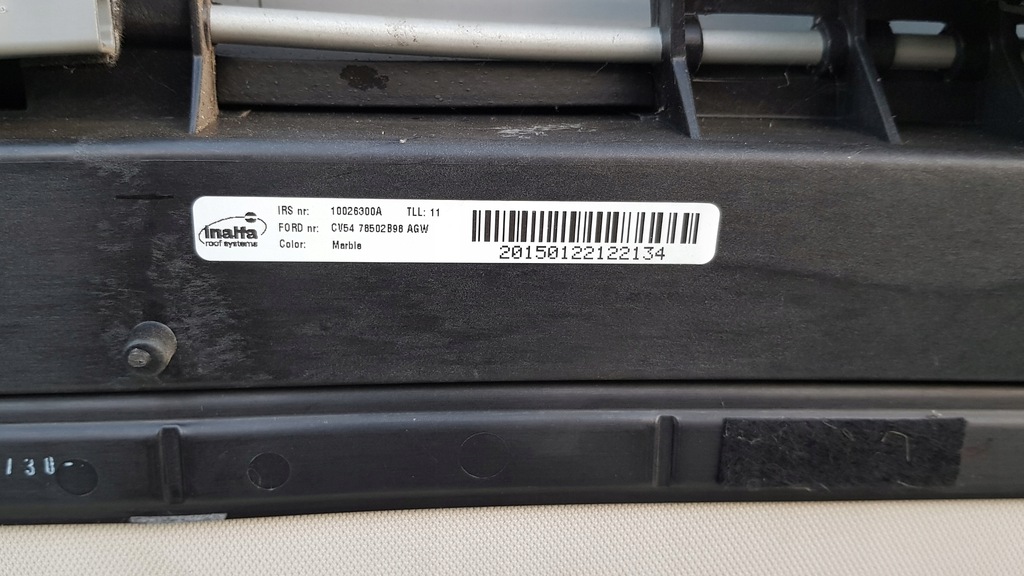 inalfa
roof systems
IRS nr: 10026300A TLL: 11
FORD nr: CV54 78502B98 AGW
Color: Marble
20150122122134